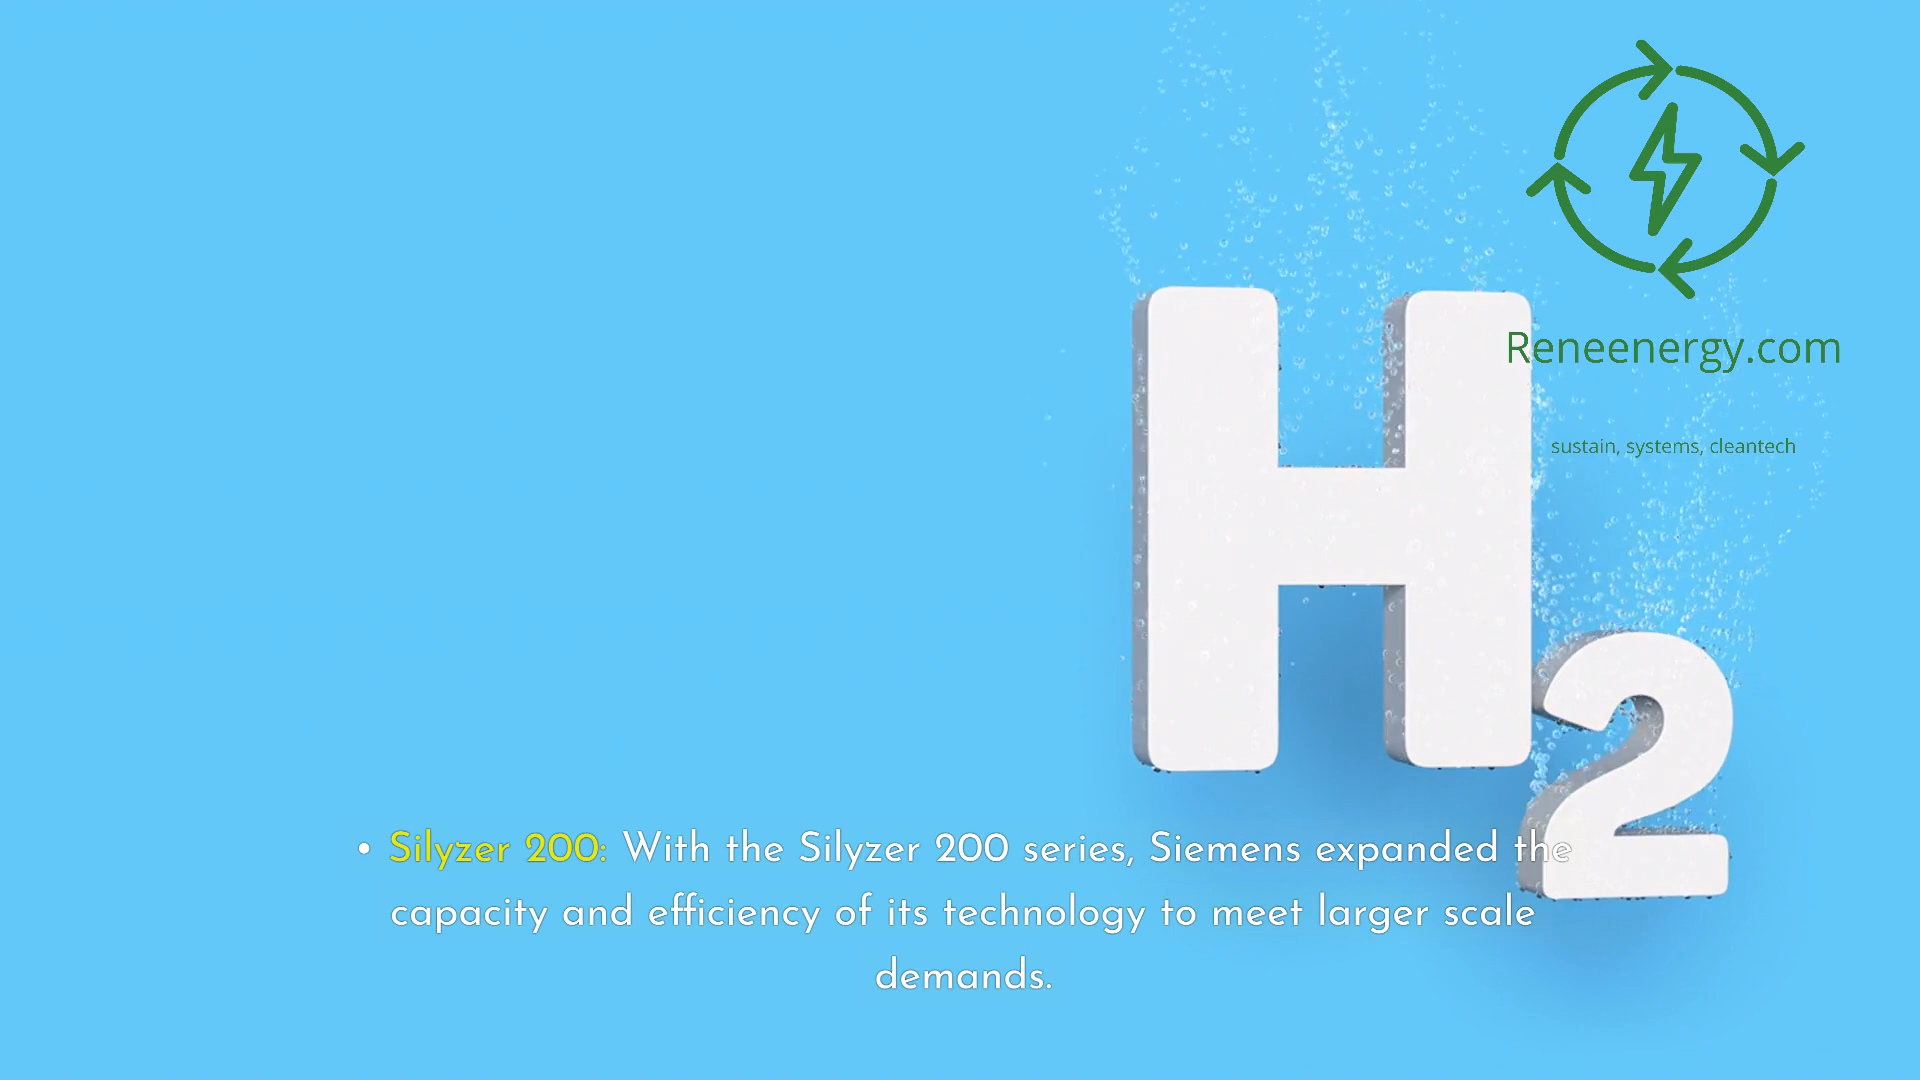 Reneenergy.com
sustain, systems, cleantech
H2
• Silyzer 200: With the Silyzer 200 series, Siemens expanded the
capacity and efficiency of its technology to meet larger scale
demands.